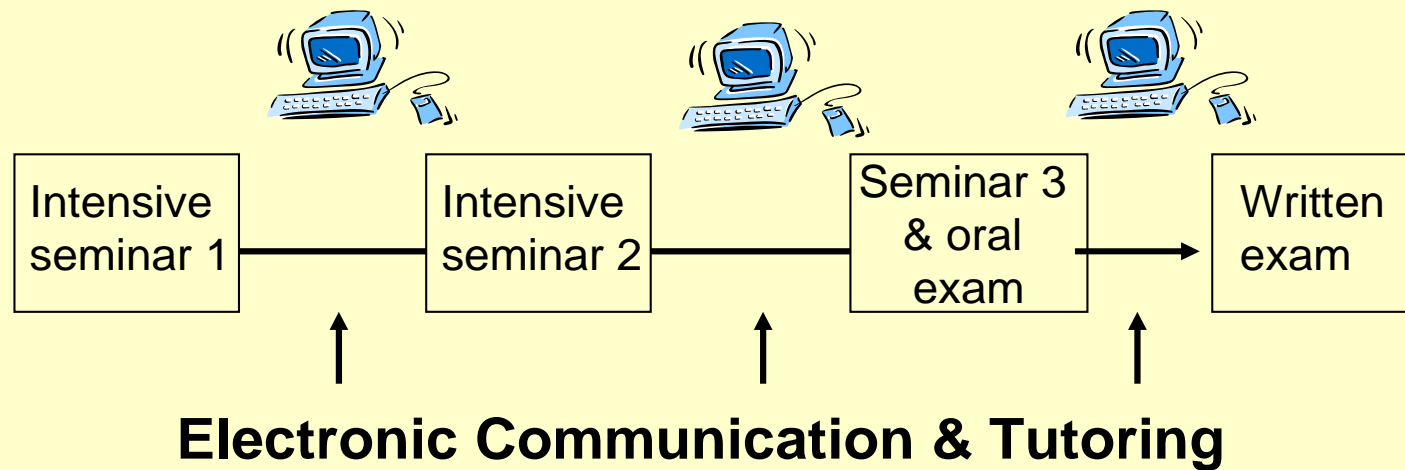 Intensive
seminar 1
Intensive
seminar 2
Seminar 3
& oral
exam
Written
exam
Electronic Communication & Tutoring